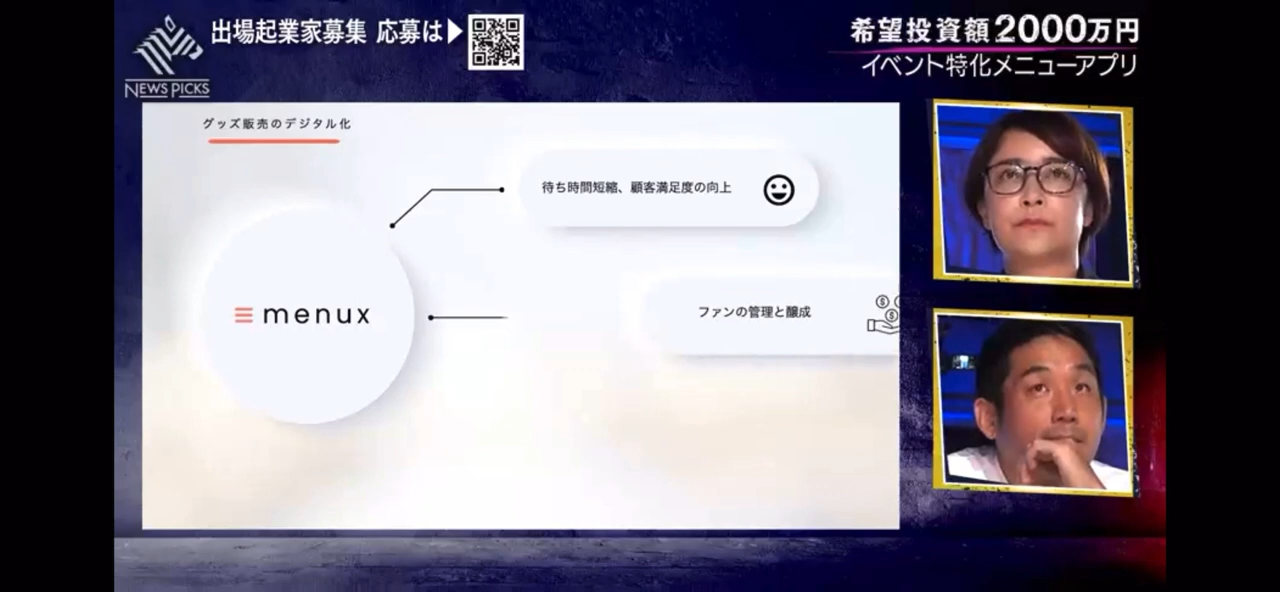 出場起業家募集 応募は▶
NEWS PICKS
希望投資額2000万円
イベント特化メニューアプリ
グッズ販売のデジタル化
待ち時間短縮、顧客満足度の向上
menux
ファンの管理と醸成